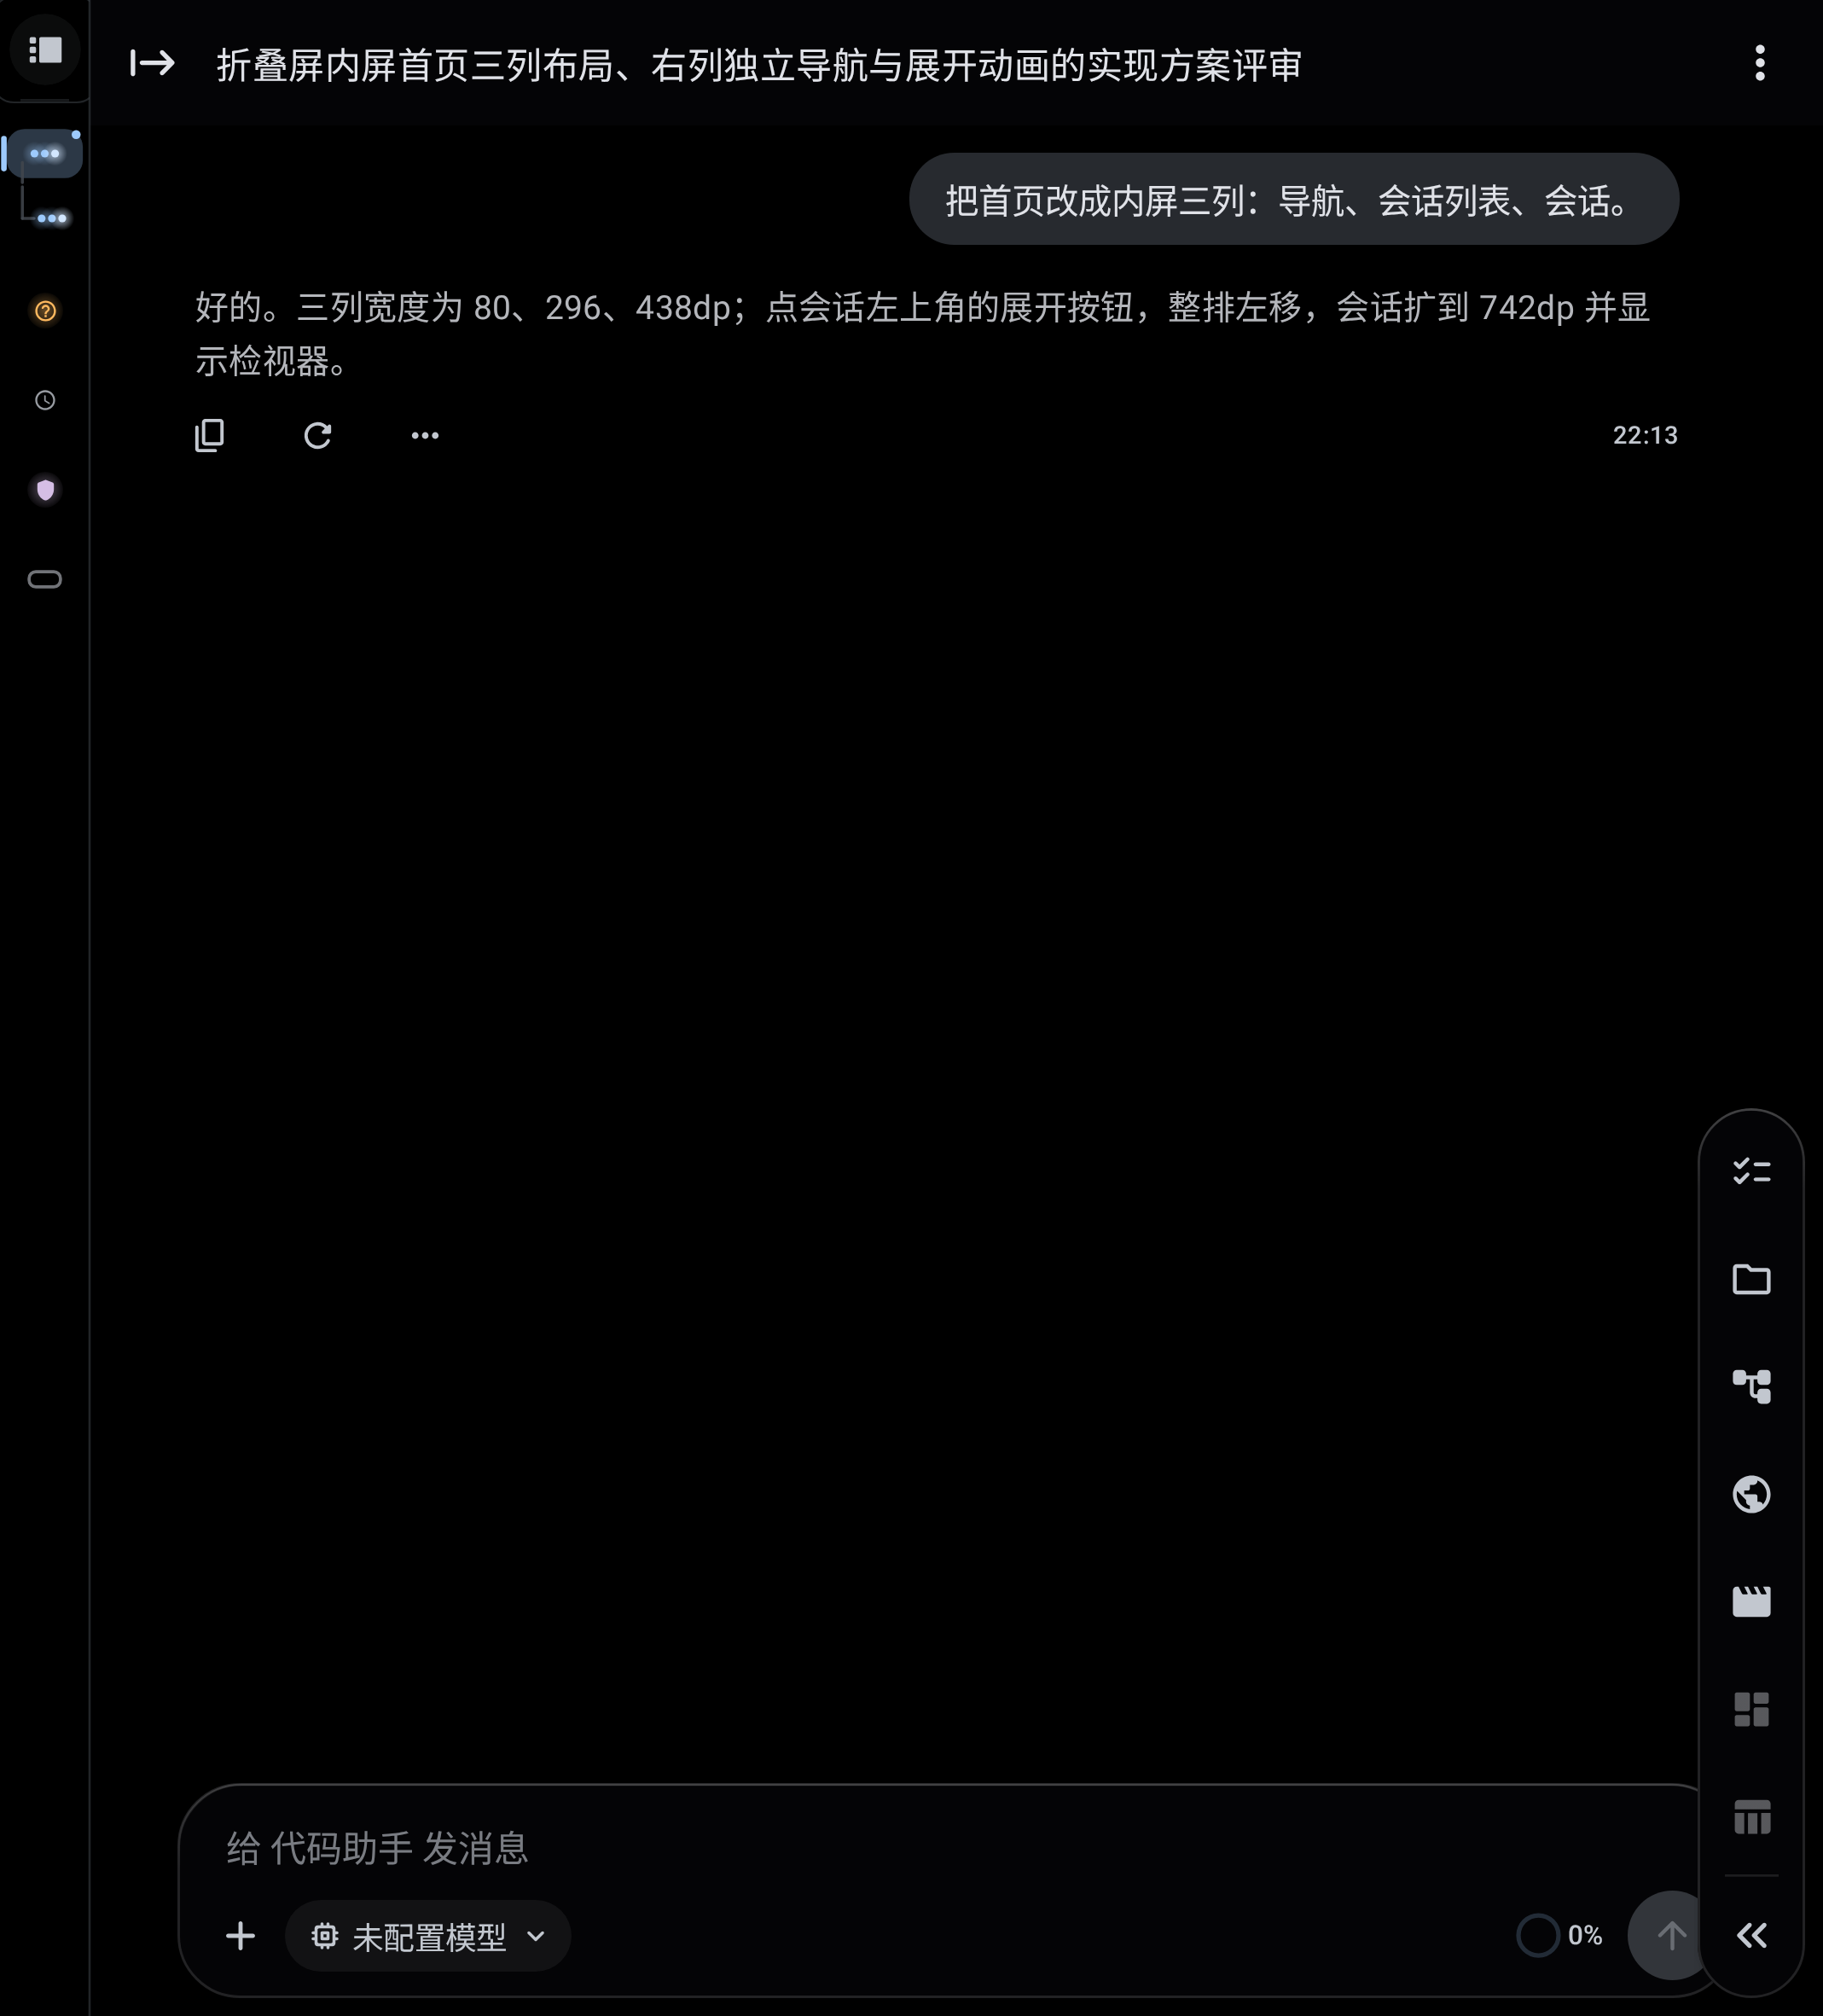 折叠屏内屏首页三列布局、右列独立导航与展开动画的实现方案评审
把首页改成内屏三列：导航、会话列表、会话。
好的。三列宽度为 80、296、438dp；点会话左上角的展开按钮，整排左移，会话扩到 742dp 并显
示检视器。
22:13
给 代码助手 发消息
未配置模型
0%